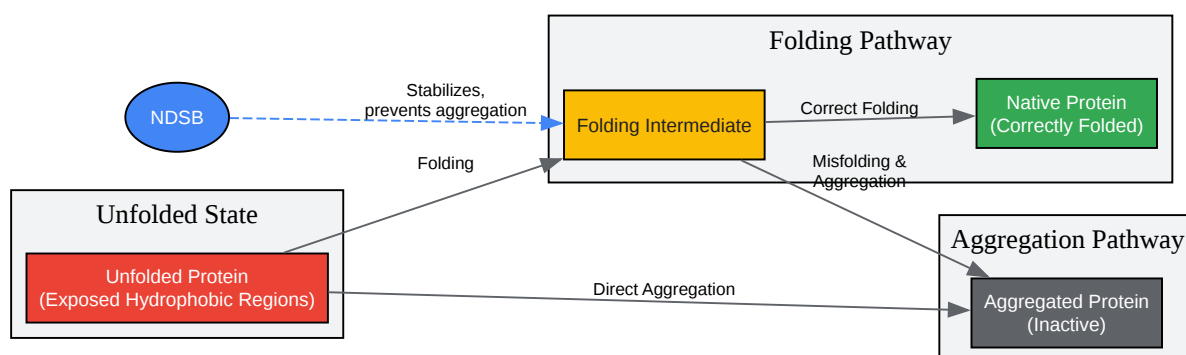 Folding Pathway
Stabilizes,
prevents aggregation
NDSB
Folding Intermediate
Correct Folding
Native Protein
(Correctly Folded)
Folding
Misfolding &
Aggregation
Unfolded State
Unfolded Protein
(Exposed Hydrophobic Regions)
Direct Aggregation
Aggregation Pathway
Aggregated Protein
(Inactive)